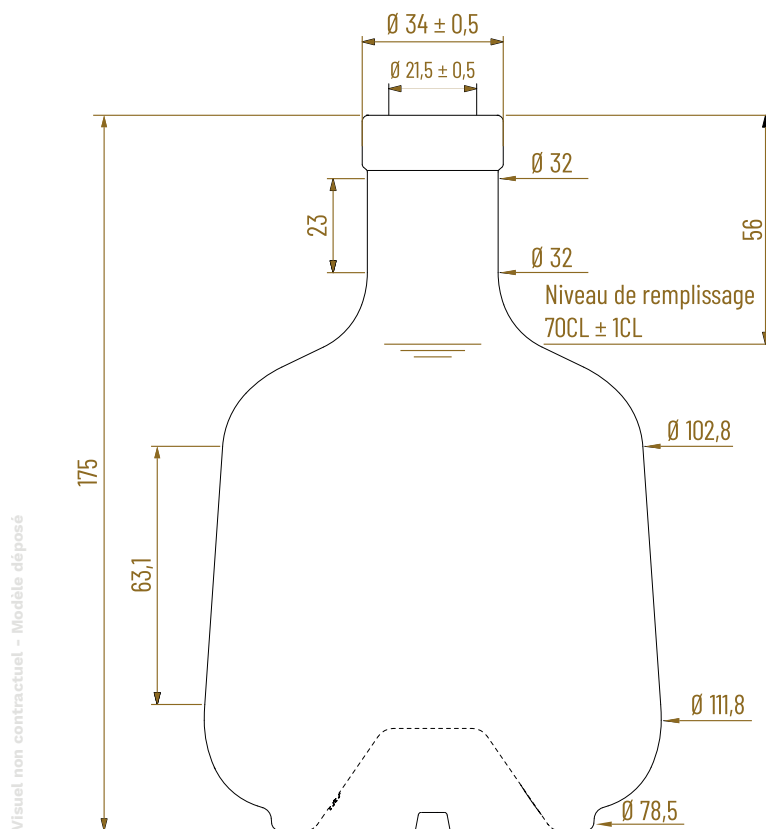 Ø 34 ± 0,5
Ø 21,5 ± 0,5
Ø 32
23
56
Ø 32
Niveau de remplissage
70CL ± 1CL
Ø 102,8
175
63,1
Ø 111,8
Ø 78,5
Visuel non contractuel - Modèle déposé